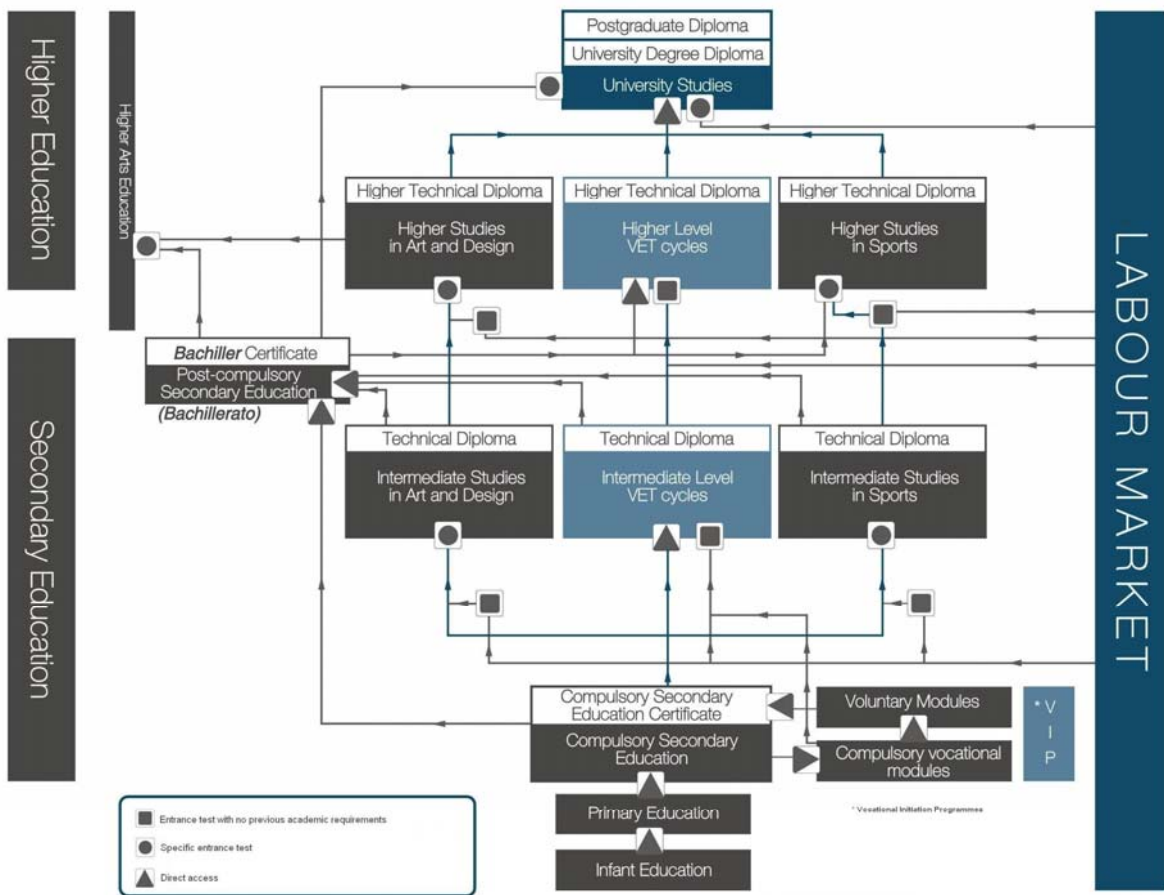 Higher Education
Higher Arts Education
Postgraduate Diploma
University Degree Diploma
University Studies
Higher Technical Diploma
Higher Studies
in Art and Design
Higher Technical Diploma
Higher Level
VET cycles
Higher Technical Diploma
Higher Studies
in Sports
LABOUR MARKET
Secondary Education
Bachiller Certificate
Post-compulsory
Secondary Education
(Bachillerato)
Technical Diploma
Intermediate Studies
in Art and Design
Technical Diploma
Intermediate Level
VET cycles
Technical Diploma
Intermediate Studies
in Sports
Compulsory Secondary
Education Certificate
Compulsory Secondary
Education
Voluntary Modules
Compulsory vocational
modules
* V
I
P
Primary Education
Infant Education
* Vocational Initiation Programmes
Entrance test with no previous academic requirements
Specific entrance test
Direct access